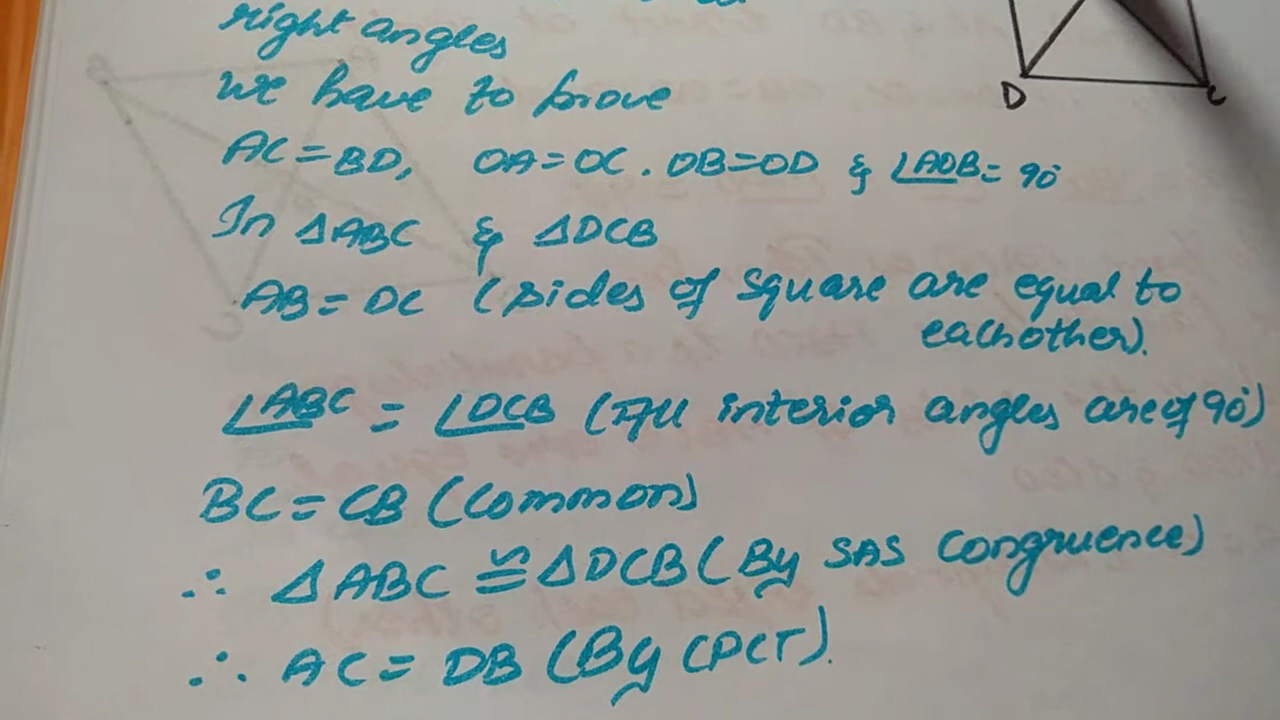 right angles
We have to prove
AC = BD, OA = OC . OB = OD & ∠AOB = 90°
In ΔABC & ΔDCB
AB = DC (sides of square are equal to
eachother).
∠ABC = ∠DCB (All interior angles are of 90°)
BC = CB (Common)
∴ ΔABC ≅ ΔDCB (By SAS Congruence)
∴ AC = DB (By CPCT).
D C